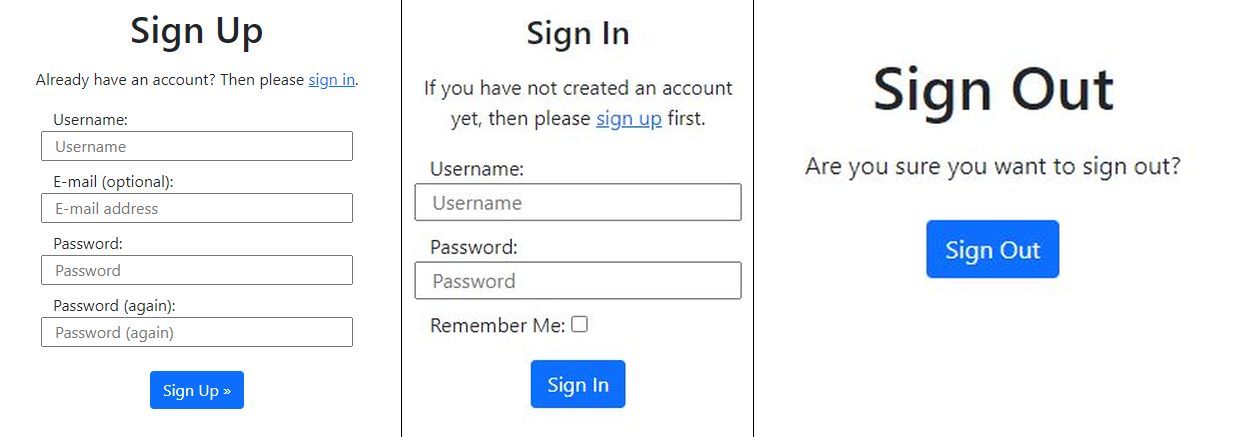 Sign Up
Already have an account? Then please sign in.
Username:
Username
E-mail (optional):
E-mail address
Password:
Password
Password (again):
Password (again)
Sign Up »
Sign In
If you have not created an account
yet, then please sign up first.
Username:
Username
Password:
Password
Remember Me:
Sign In
Sign Out
Are you sure you want to sign out?
Sign Out